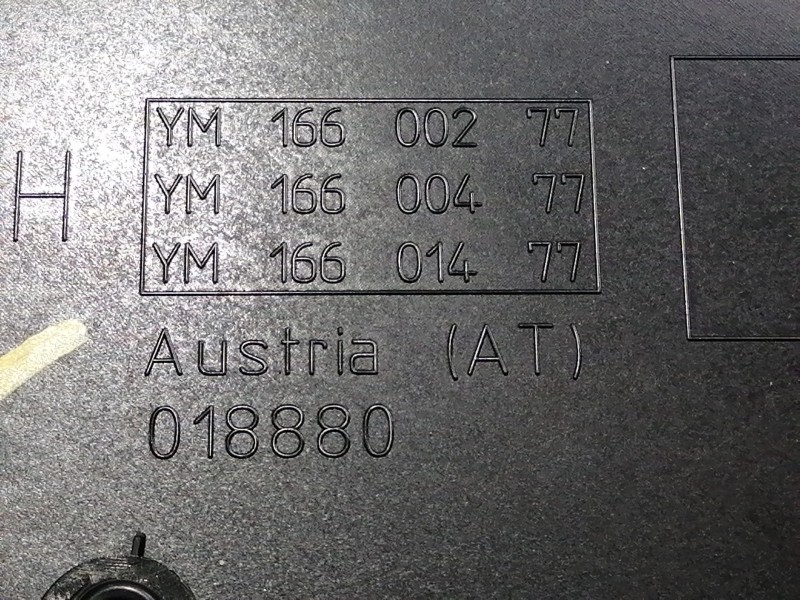 YM 166 002 77
H YM 166 004 77
YM 166 014 77
Austria (AT)
018880